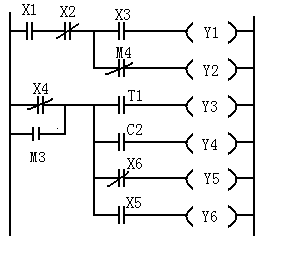 X1 X2 X3 Y1
M4 Y2
X4 T1 Y3
M3 C2 Y4
X6 Y5
X5 Y6